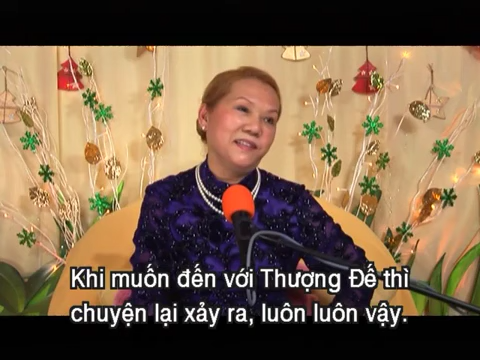 Khi muốn đến với Thượng Đế thì
chuyện lại xảy ra, luôn luôn vậy.